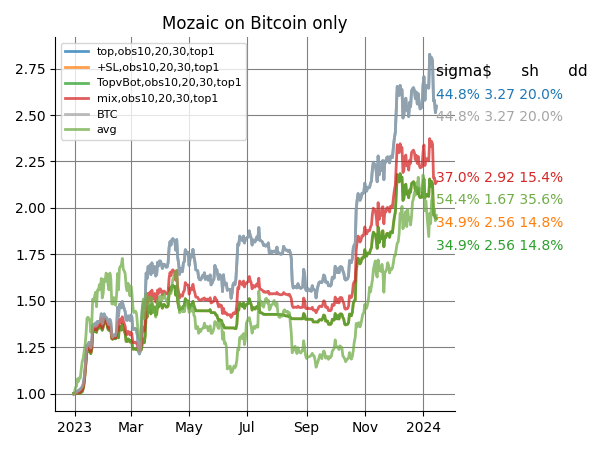 Mozaic on Bitcoin only
top,obs10,20,30,top1
+SL,obs10,20,30,top1
TopvBot,obs10,20,30,top1
mix,obs10,20,30,top1
BTC
avg
sigma$ sh dd
44.8% 3.27 20.0%
44.8% 3.27 20.0%
37.0% 2.92 15.4%
54.4% 1.67 35.6%
34.9% 2.56 14.8%
34.9% 2.56 14.8%
2.75
2.50
2.25
2.00
1.75
1.50
1.25
1.00
2023 Mar May Jul Sep Nov 2024